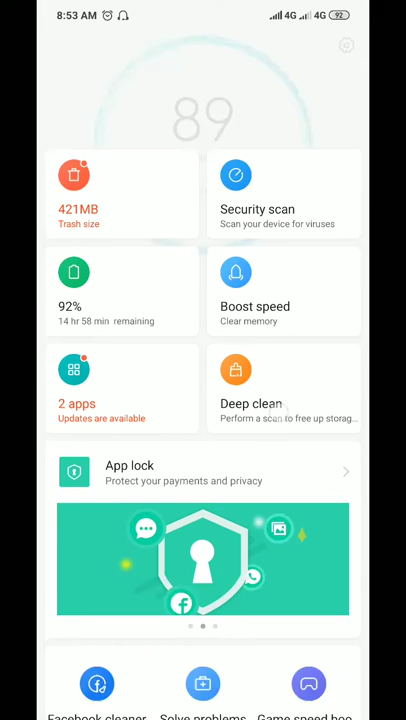 8:53 AM 4G 4G 92
89
421MB
Trash size
Security scan
Scan your device for viruses
92%
14 hr 58 min remaining
Boost speed
Clear memory
2 apps
Updates are available
Deep clean
Perform a scan to free up storag...
App lock
Protect your payments and privacy
Facebook cleaner
Solve problems
Game speed boo...